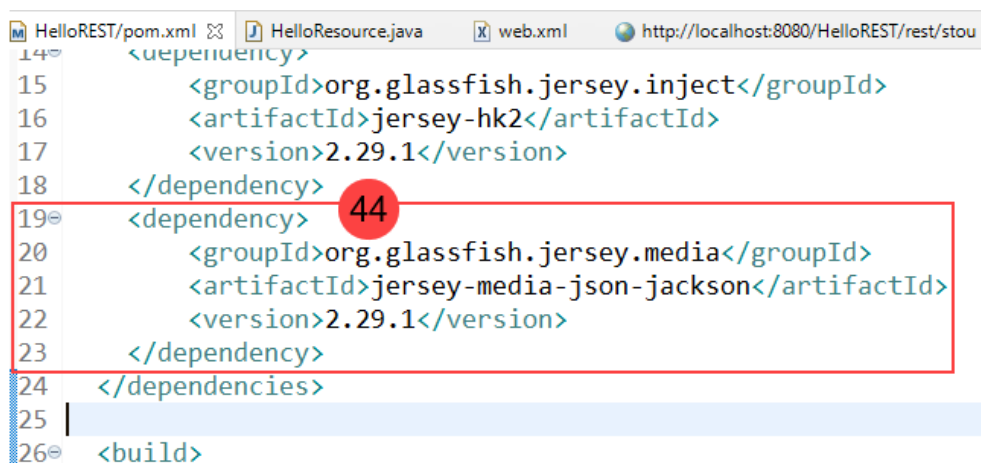 HelloREST/pom.xml HelloResource.java web.xml http://localhost:8080/HelloREST/rest/stou
14 <dependency>
15 <groupId>org.glassfish.jersey.inject</groupId>
16 <artifactId>jersey-hk2</artifactId>
17 <version>2.29.1</version>
18 </dependency>
44
19 <dependency>
20 <groupId>org.glassfish.jersey.media</groupId>
21 <artifactId>jersey-media-json-jackson</artifactId>
22 <version>2.29.1</version>
23 </dependency>
24 </dependencies>
25
26 <build>